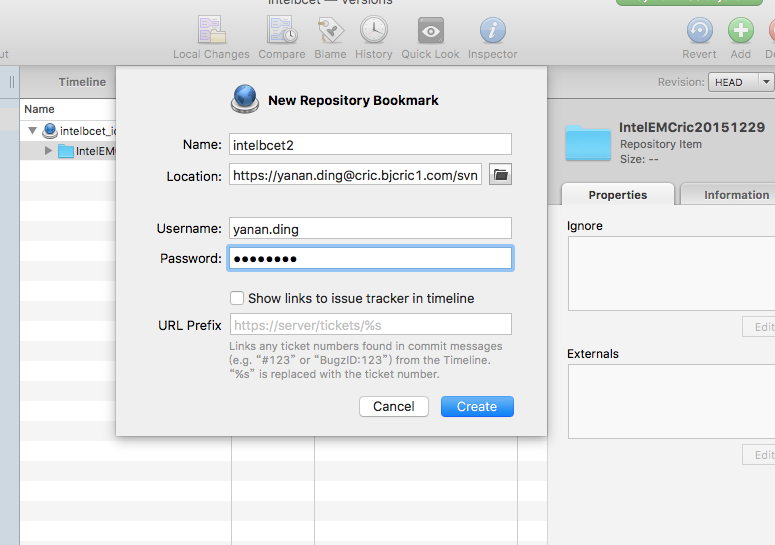 intelbcet — Versions
Local Changes
Compare
Blame
History
Quick Look
Inspector
Revert
Add
Timeline
Revision:
HEAD
Name
intelbcet_
IntelEMC
New Repository Bookmark
Name:
intelbcet2
Location:
https://yanan.ding@cric.bjcric1.com/svn
Username:
yanan.ding
Password:
●●●●●●●●
Show links to issue tracker in timeline
URL Prefix
https://server/tickets/%s
Links any ticket numbers found in commit messages
(e.g. “#123” or “BugzID:123”) from the Timeline.
“%s” is replaced with the ticket number.
Cancel
Create
IntelEMCric20151229
Repository Item
Size: --
Properties
Information
Ignore
Edit
Externals
Edit